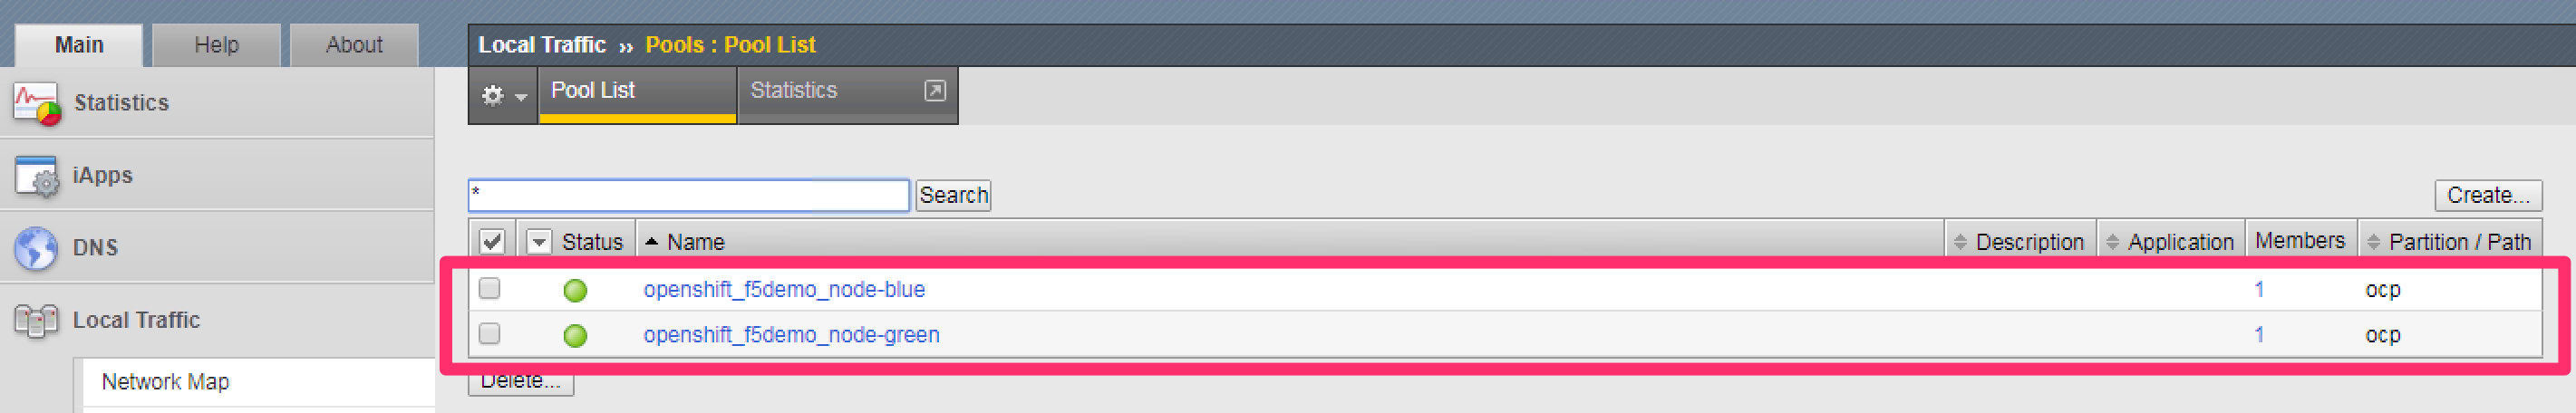 Main Help About
Local Traffic ›› Pools : Pool List
Pool List Statistics
Statistics
iApps
DNS
Local Traffic
Network Map
* Search Create...
Status Name Description Application Members Partition / Path
openshift_f5demo_node-blue 1 ocp
openshift_f5demo_node-green 1 ocp
Delete...